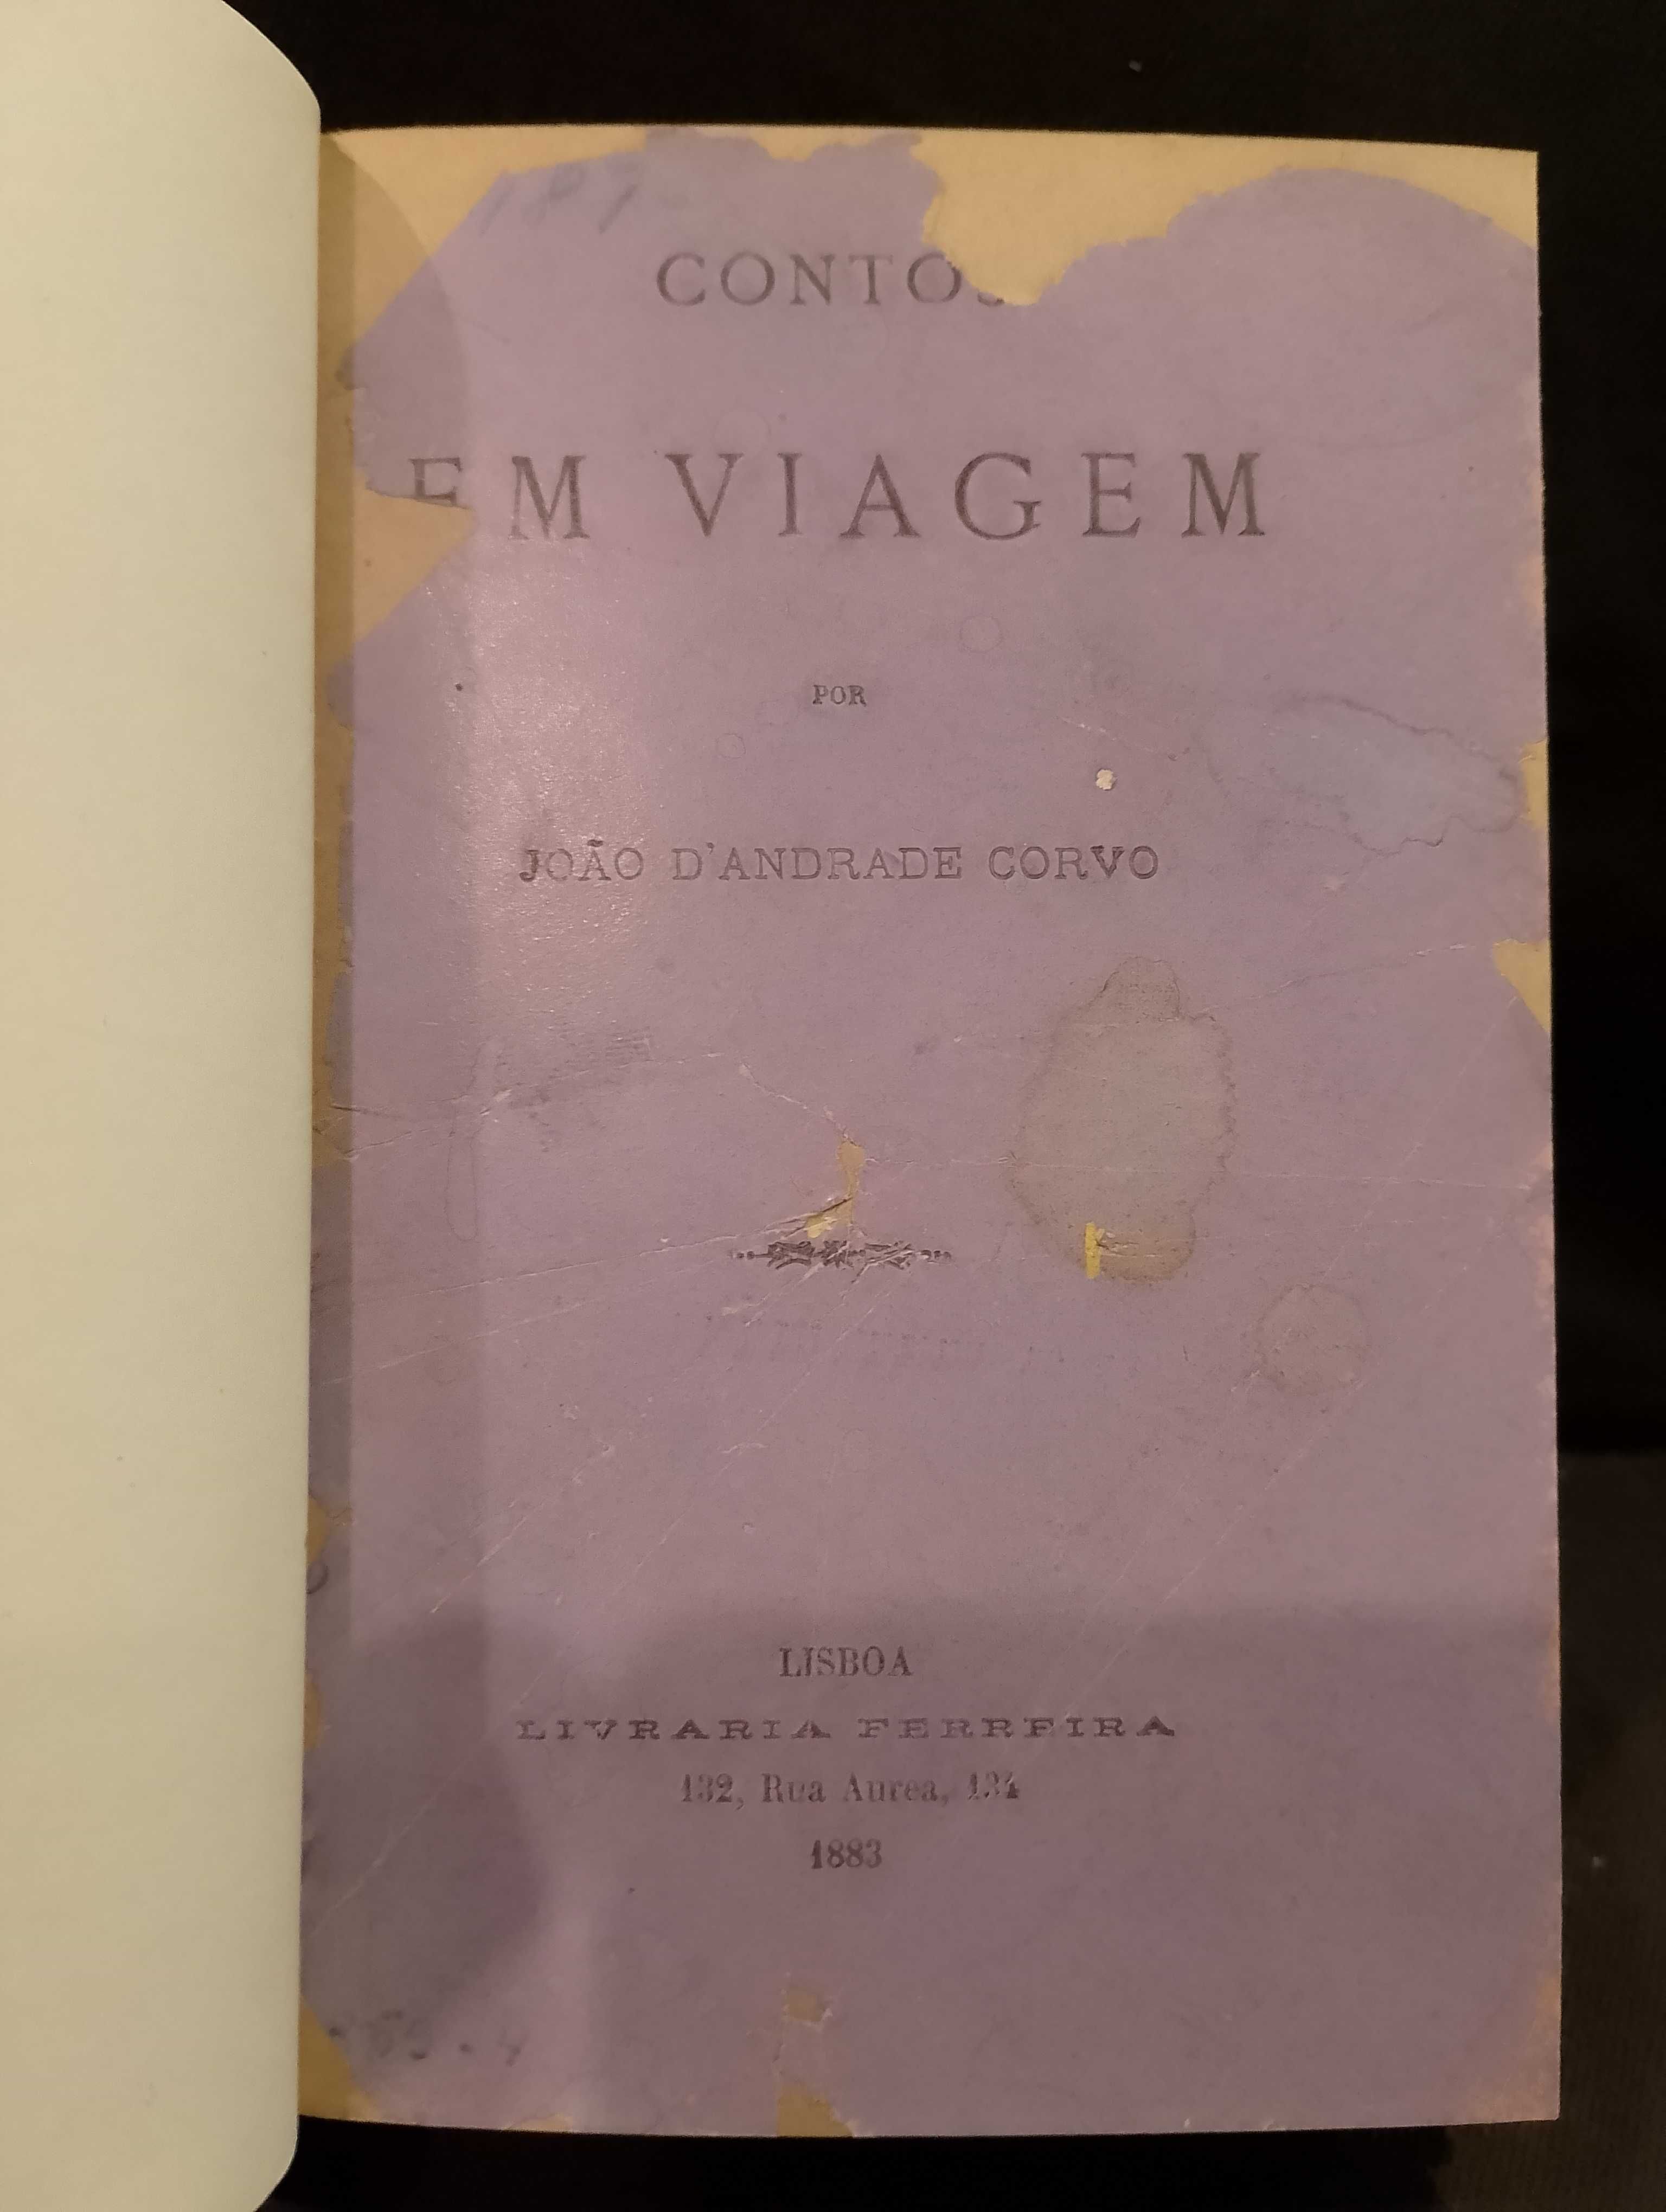 CONTOS
EM VIAGEM
POR
JOÃO D'ANDRADE CORVO
LISBOA
LIVRARIA FERREIRA
132, Rua Aurea, 134
1883